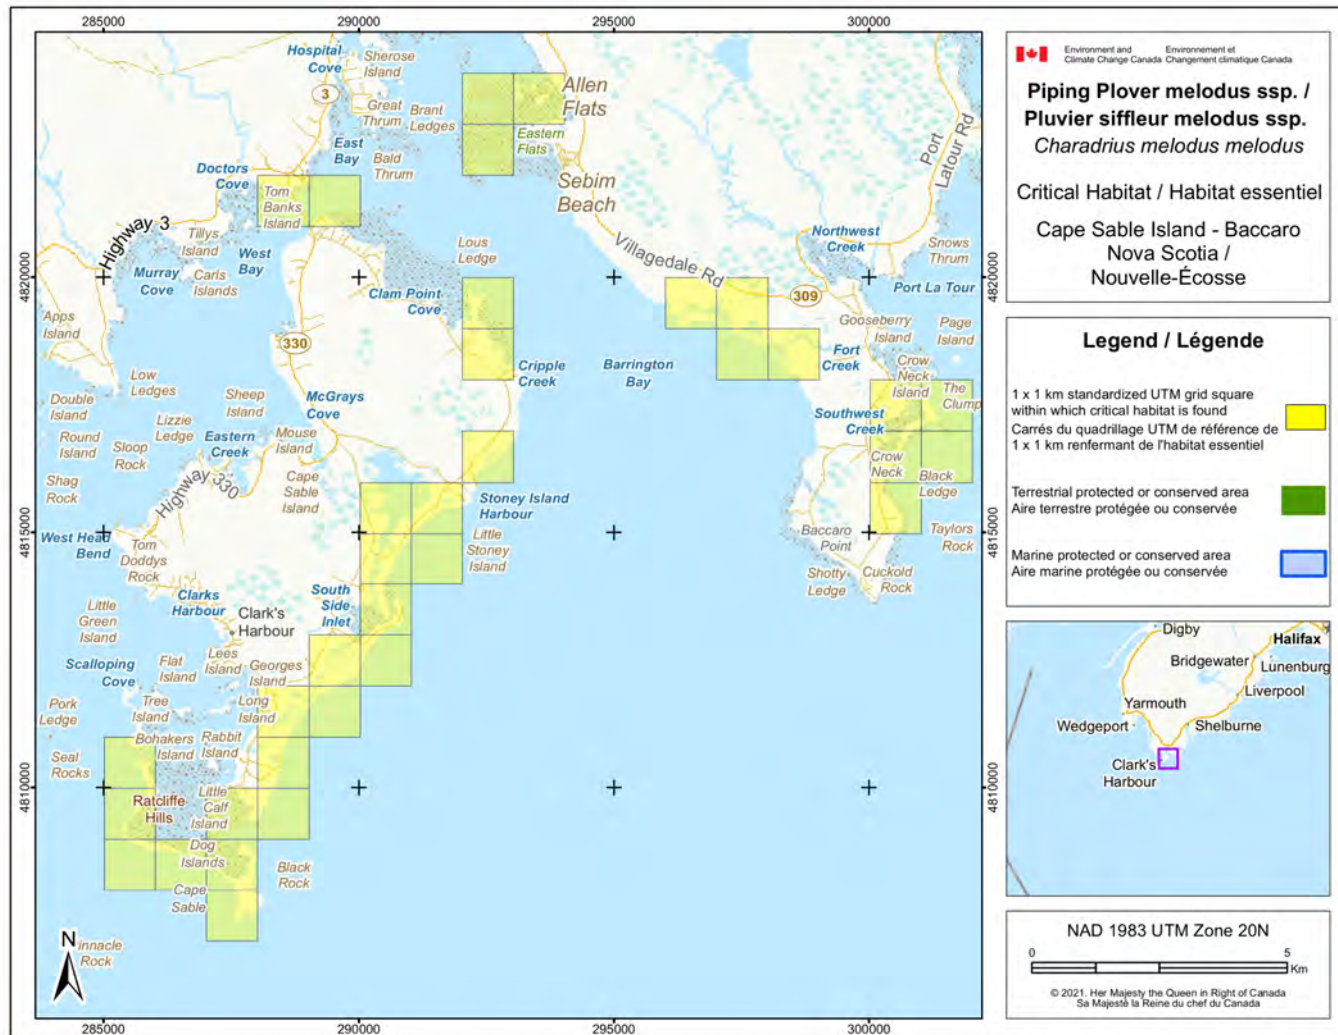 285000
290000
295000
300000
Hospital
Cove
Sherose
Island
3
Great
Thrum
Brant
Ledges
Allen
Flats
Eastern
Flats
East
Bay
Bald
Thrum
Doctors
Cove
Sebim
Beach
Port
Latour Rd
Tom
Banks
Island
Highway 3
Tillys
Island
West
Bay
Lous
Ledge
Villagedale Rd
Northwest
Creek
Snows
Thrum
4820000
4820000
Murray
Cove
Carls
Islands
Clam Point
Cove
309
Port La Tour
Apps
Island
330
Gooseberry
Island
Page
Island
Low
Ledges
Cripple
Creek
Barrington
Bay
Fort
Creek
Crow
Neck
Island
The
Clump
Double
Island
Sheep
Island
McGrays
Cove
Lizzie
Ledge
Southwest
Creek
Round
Island
Sloop
Rock
Eastern
Creek
Mouse
Island
Crow
Neck
Shag
Rock
Highway 330
Cape
Sable
Island
Black
Ledge
Stoney Island
Harbour
4815000
4815000
West Head
Bend
Tom
Doddys
Rock
Little
Stoney
Island
Baccaro
Point
Taylors
Rock
Shotty
Ledge
Cuckold
Rock
Clarks
Harbour
South
Side
Inlet
Little
Green
Island
Clark's
Harbour
Scalloping
Cove
Flat
Island
Lees
Island
Georges
Island
Pork
Ledge
Tree
Island
Long
Island
Bohakers
Island
Rabbit
Island
Seal
Rocks
4810000
4810000
Ratcliffe
Hills
Little
Calf
Island
Dog
Islands
Black
Rock
Cape
Sable
N
innacle
Rock
285000
290000
295000
300000
Environment and
Climate Change Canada
Environnement et
Changement climatique Canada
Piping Plover melodus ssp. /
Pluvier siffleur melodus ssp.
Charadrius melodus melodus
Critical Habitat / Habitat essentiel
Cape Sable Island - Baccaro
Nova Scotia /
Nouvelle-Écosse
Legend / Légende
1 x 1 km standardized UTM grid square
within which critical habitat is found
Carrés du quadrillage UTM de référence de
1 x 1 km renfermant de l'habitat essentiel
Terrestrial protected or conserved area
Aire terrestre protégée ou conservée
Marine protected or conserved area
Aire marine protégée ou conservée
Digby
Halifax
Bridgewater
Lunenburg
Liverpool
Yarmouth
Wedgeport
Shelburne
Clark's
Harbour
NAD 1983 UTM Zone 20N
0
5
Km
© 2021. Her Majesty the Queen in Right of Canada
Sa Majesté la Reine du chef du Canada